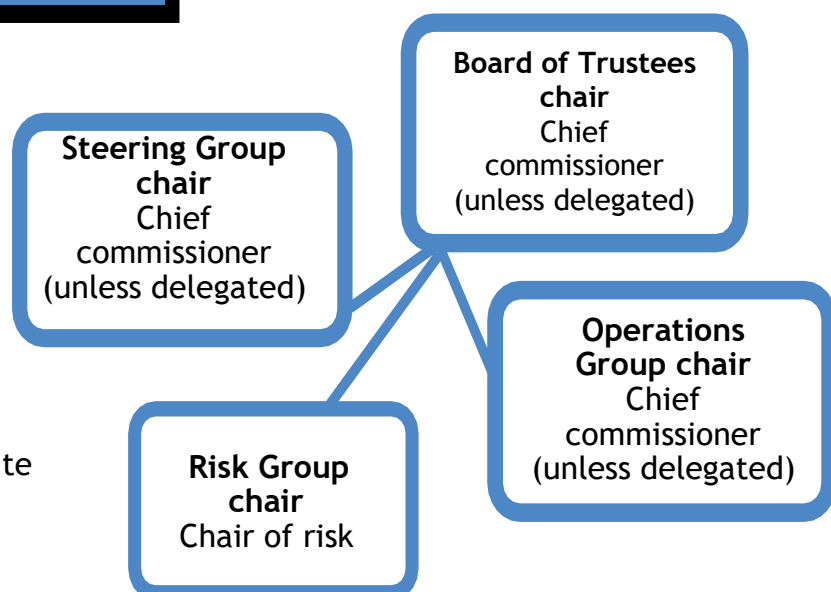 Board of Trustees
chair
Chief
commissioner
(unless delegated)
Steering Group
chair
Chief
commissioner
(unless delegated)
Operations
Group chair
Chief
commissioner
(unless delegated)
te
Risk Group
chair
Chair of risk